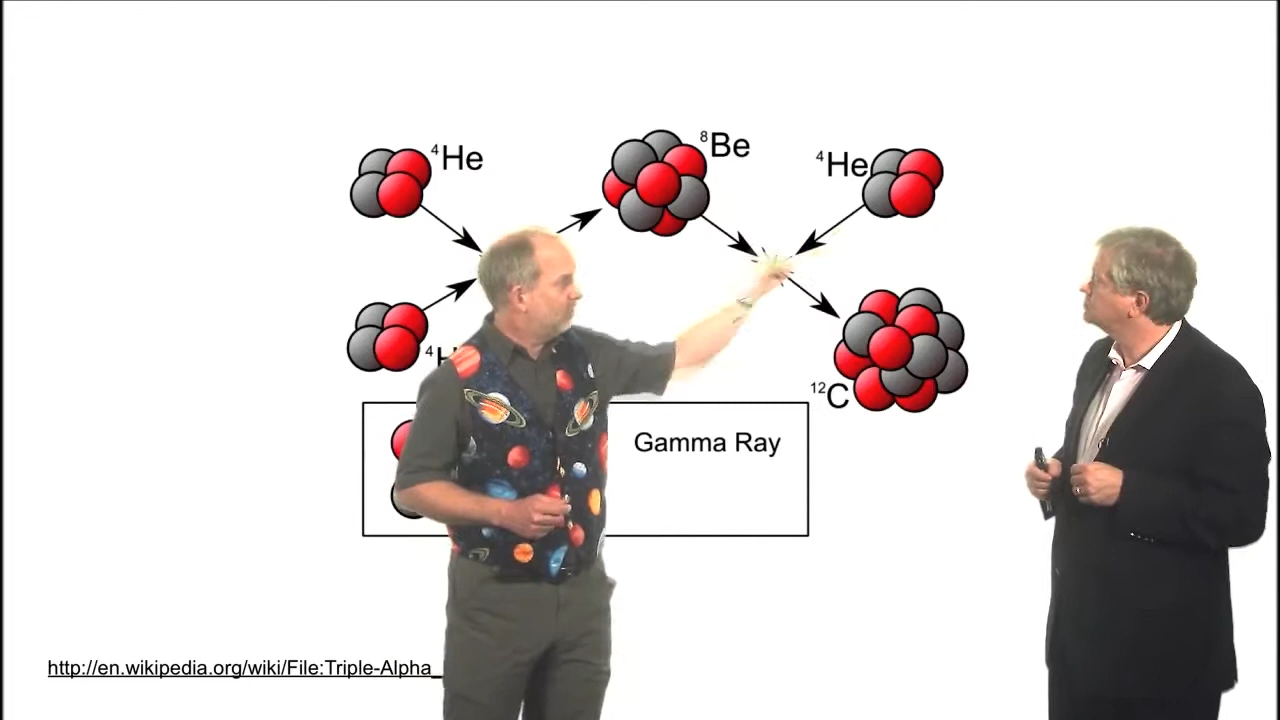 ⁴He
⁸Be
⁴He
¹²C
Gamma Ray
http://en.wikipedia.org/wiki/File:Triple-Alpha_